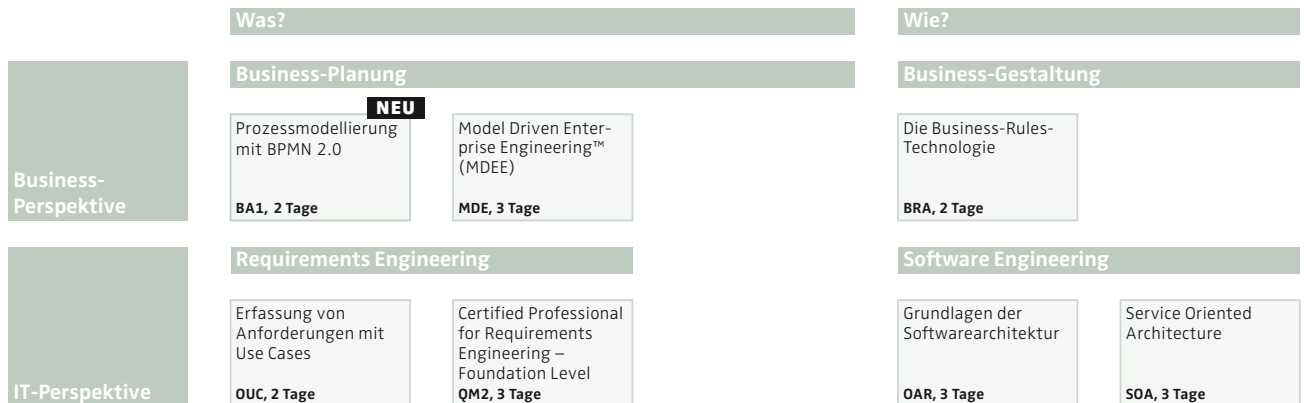 Was?
Wie?
Business-Planung
Business-Gestaltung
Business-
Perspektive
NEU
Prozessmodellierung
mit BPMN 2.0
BA1, 2 Tage
Model Driven Enter-
prise Engineering™
(MDEE)
MDE, 3 Tage
Die Business-Rules-
Technologie
BRA, 2 Tage
Requirements Engineering
Software Engineering
IT-Perspektive
Erfassung von
Anforderungen mit
Use Cases
OUC, 2 Tage
Certified Professional
for Requirements
Engineering –
Foundation Level
QM2, 3 Tage
Grundlagen der
Softwarearchitektur
OAR, 3 Tage
Service Oriented
Architecture
SOA, 3 Tage